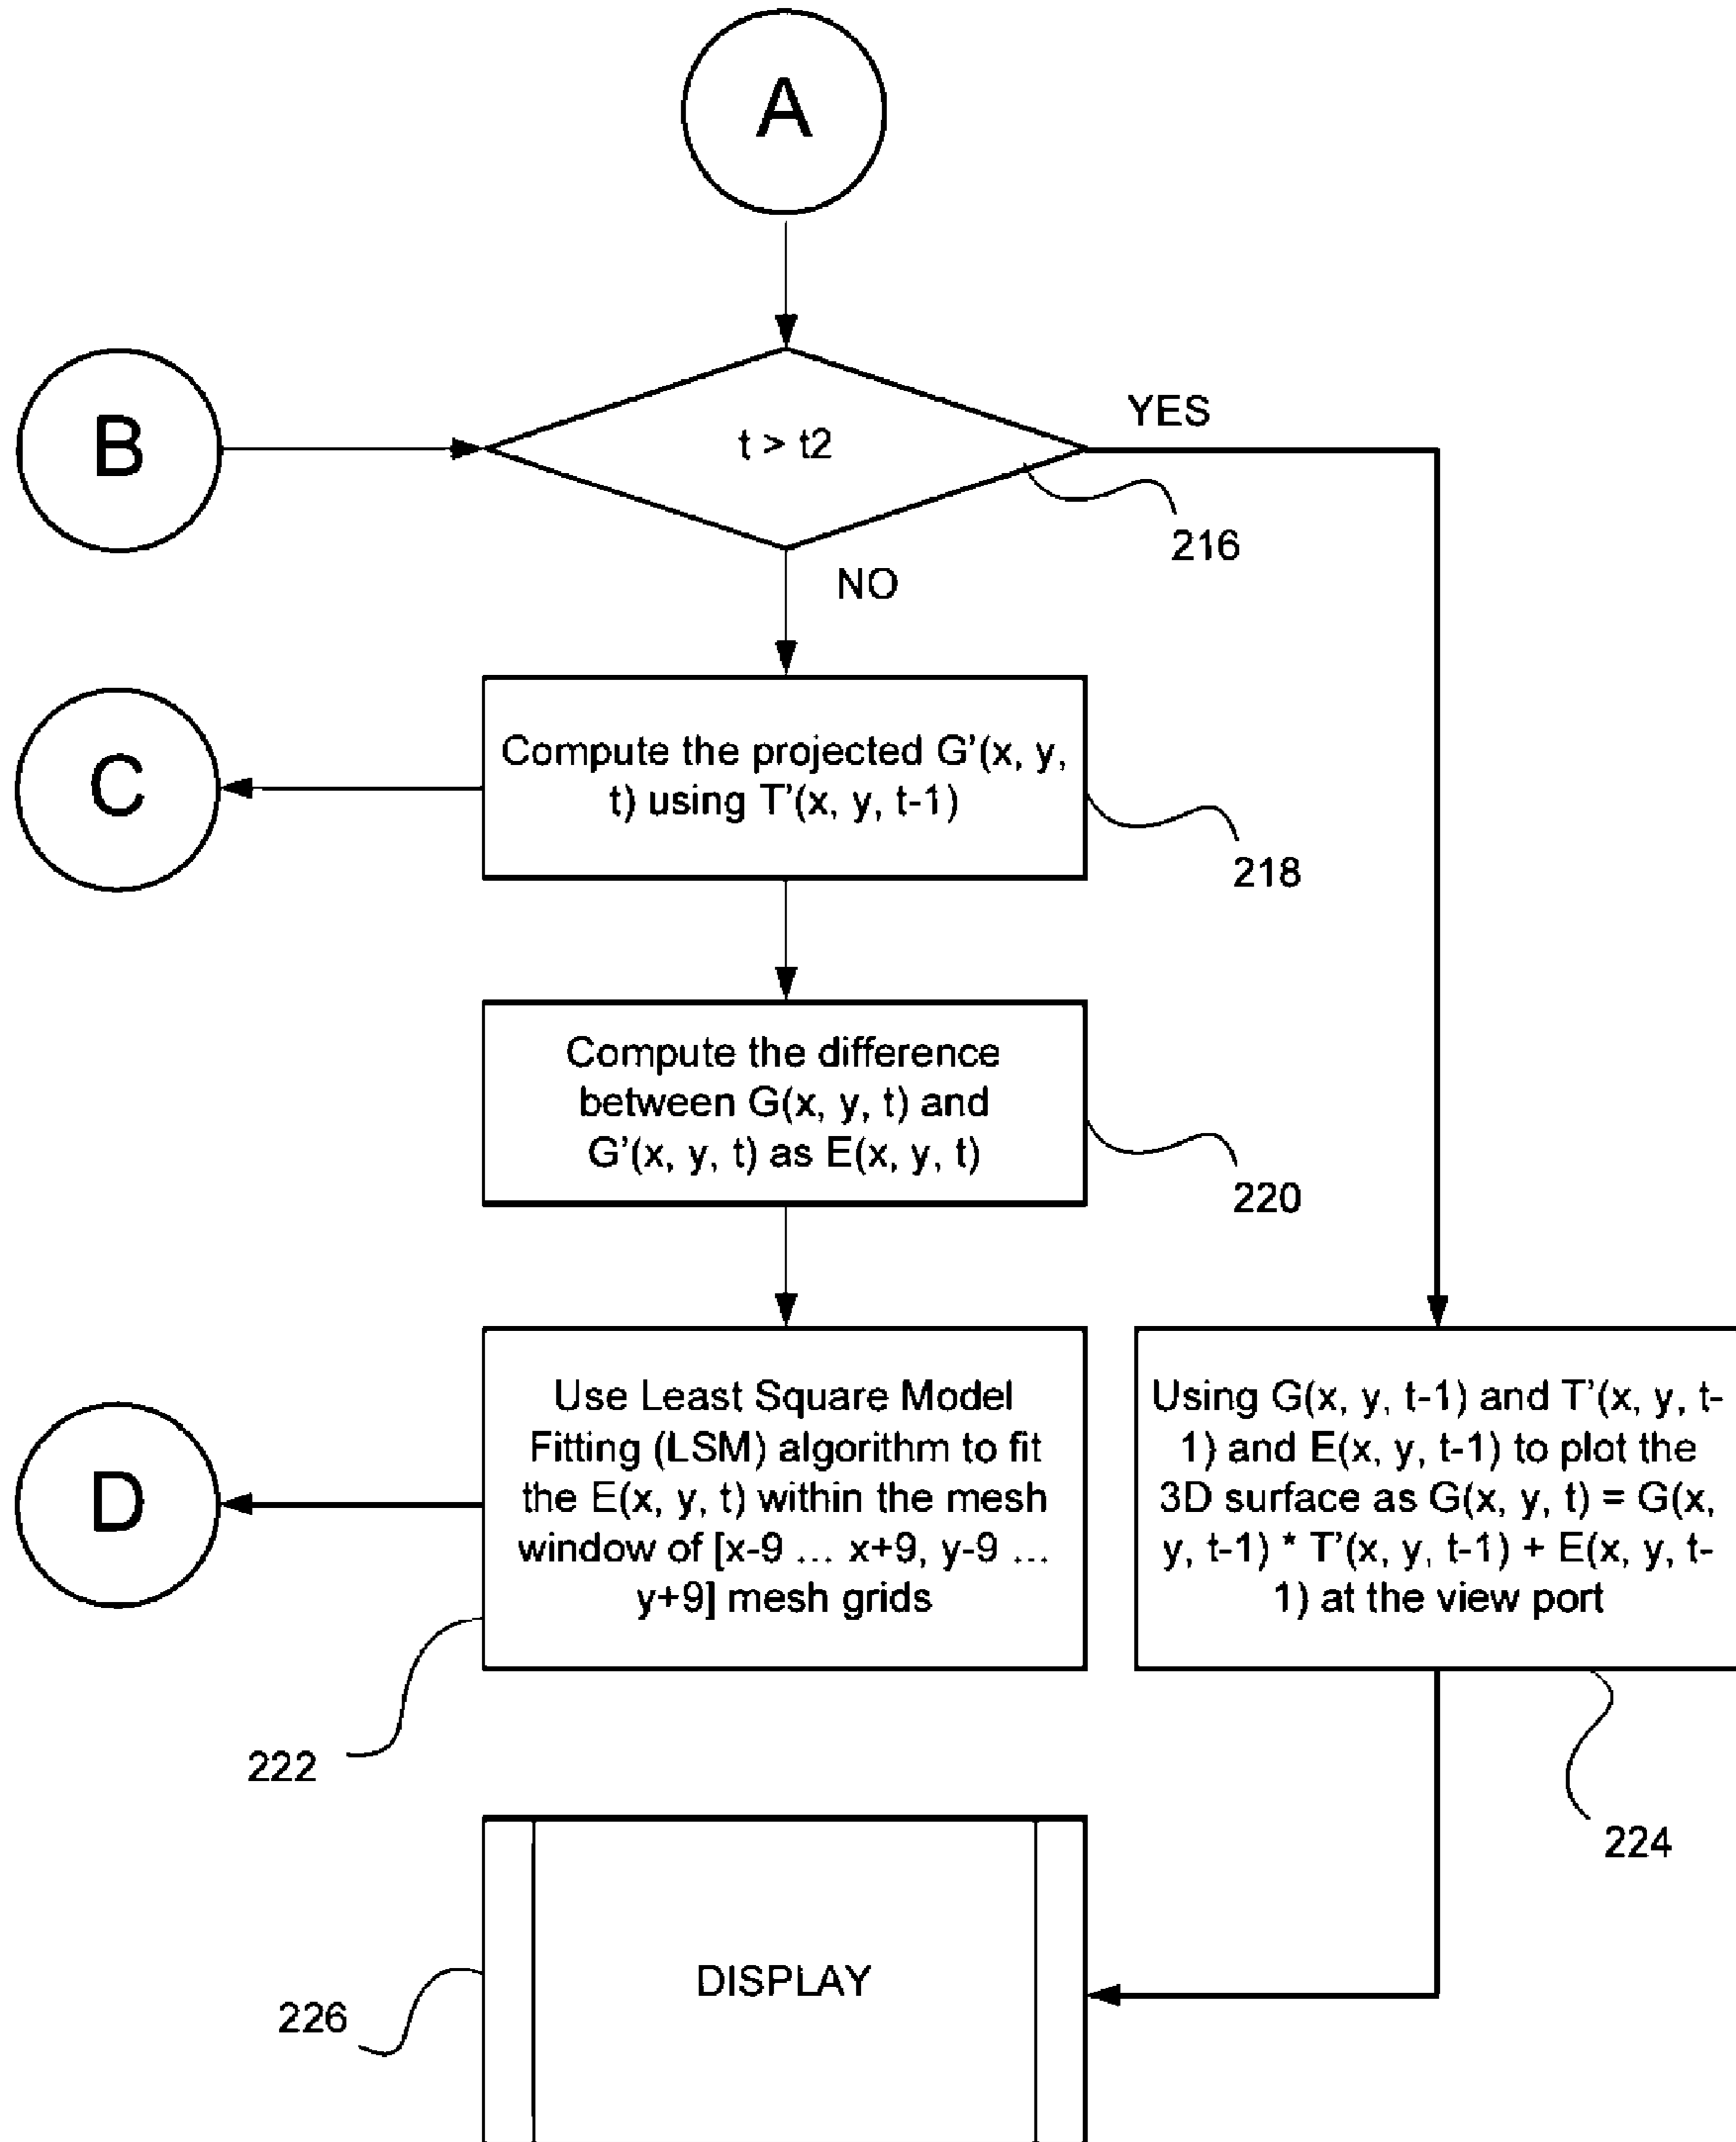 A
B
t > t2
YES
216
NO
C
Compute the projected G’(x, y,
t) using T’(x, y, t-1)
218
Compute the difference
between G(x, y, t) and
G’(x, y, t) as E(x, y, t)
220
D
Use Least Square Model
Fitting (LSM) algorithm to fit
the E(x, y, t) within the mesh
window of [x-9 ... x+9, y-9 ...
y+9] mesh grids
222
Using G(x, y, t-1) and T’(x, y, t-
1) and E(x, y, t-1) to plot the
3D surface as G(x, y, t) = G(x,
y, t-1) * T’(x, y, t-1) + E(x, y, t-
1) at the view port
224
DISPLAY
226